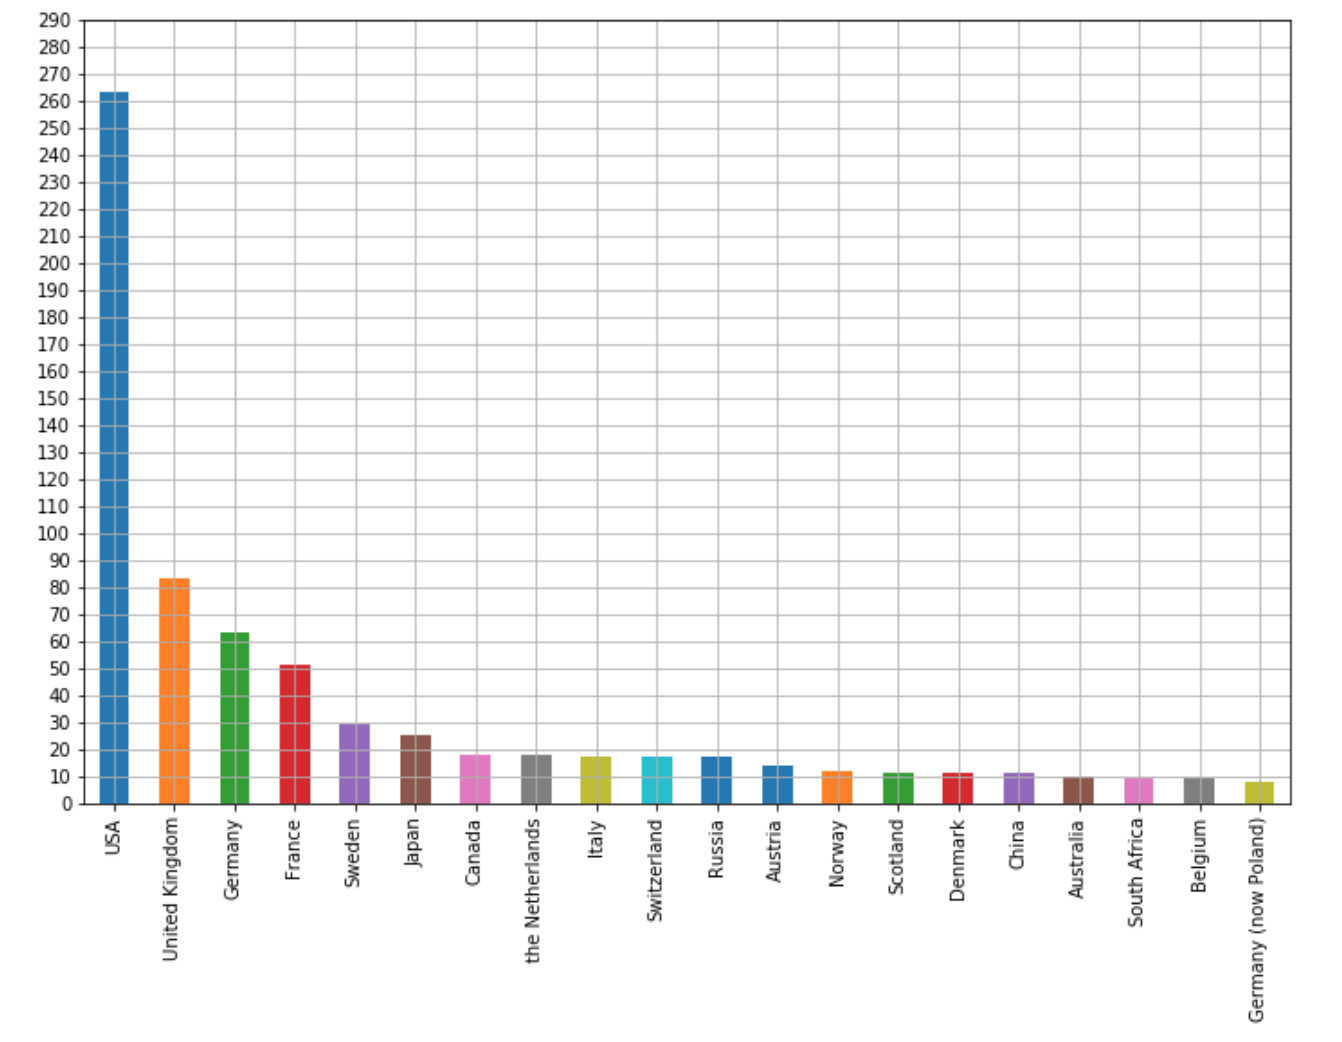 290
280
270
260
250
240
230
220
210
200
190
180
170
160
150
140
130
120
110
100
90
80
70
60
50
40
30
20
10
0
USA
United Kingdom
Germany
France
Sweden
Japan
Canada
the Netherlands
Italy
Switzerland
Russia
Austria
Norway
Scotland
Denmark
China
Australia
South Africa
Belgium
Germany (now Poland)